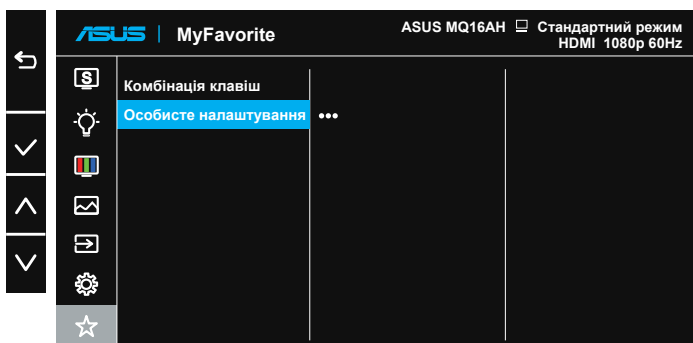 ASUS | MyFavorite
ASUS MQ16AH Стандартний режим
HDMI 1080p 60Hz
S
Комбінація клавіш
Особисте налаштування •••